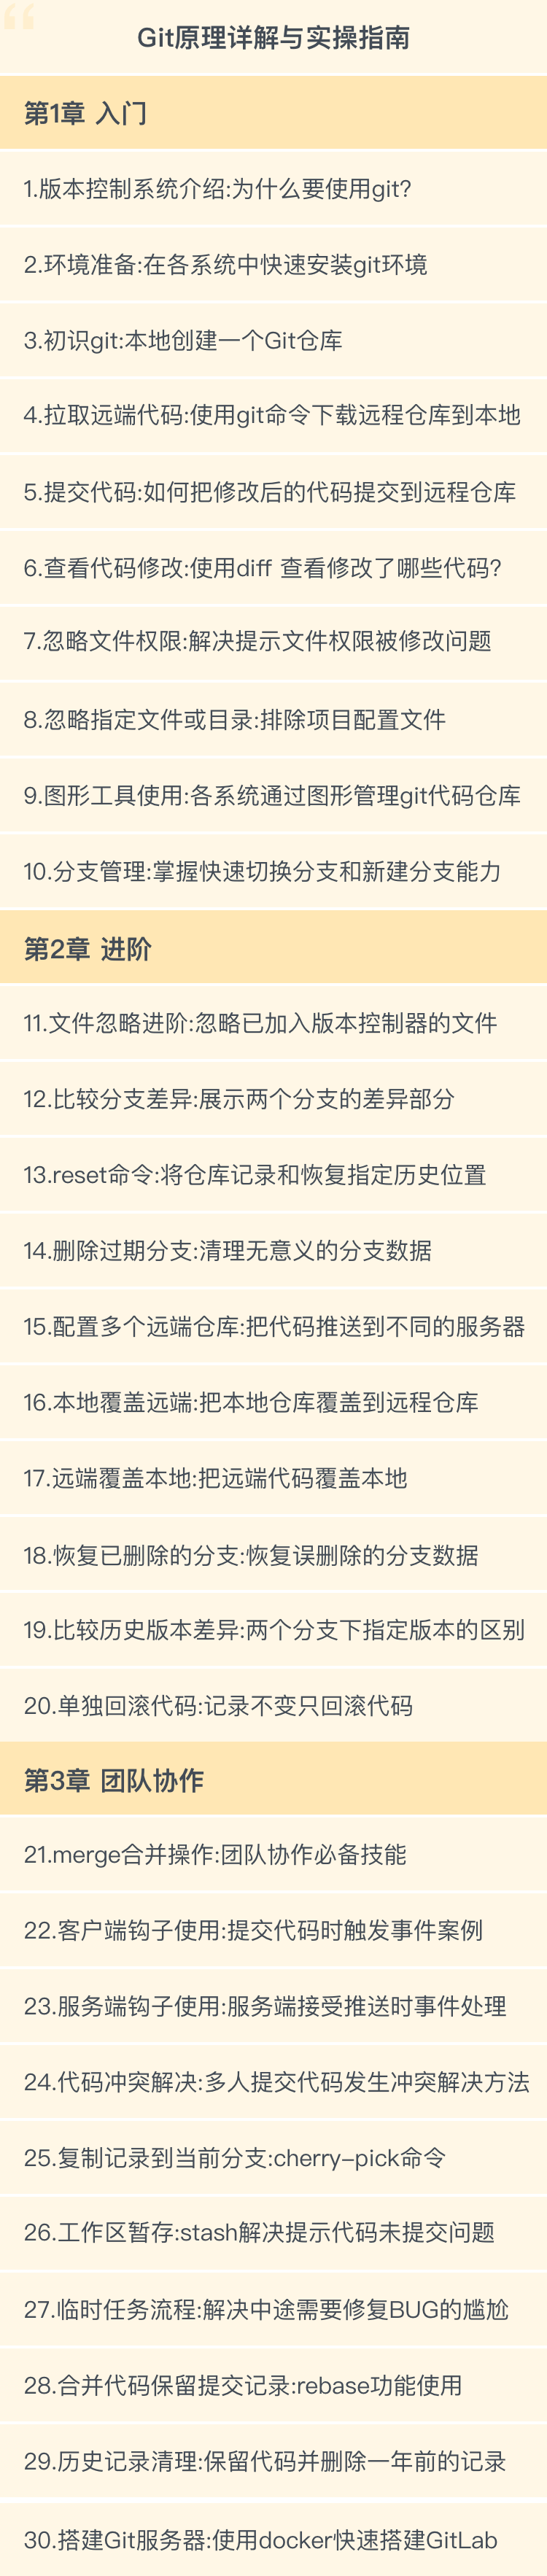 Git原理详解与实操指南
第1章 入门
1.版本控制系统介绍:为什么要使用git?
2.环境准备:在各系统中快速安装git环境
3.初识git:本地创建一个Git仓库
4.拉取远端代码:使用git命令下载远程仓库到本地
5.提交代码:如何把修改后的代码提交到远程仓库
6.查看代码修改:使用diff 查看修改了哪些代码?
7.忽略文件权限:解决提示文件权限被修改问题
8.忽略指定文件或目录:排除项目配置文件
9.图形工具使用:各系统通过图形管理git代码仓库
10.分支管理:掌握快速切换分支和新建分支能力
第2章 进阶
11.文件忽略进阶:忽略已加入版本控制器的文件
12.比较分支差异:展示两个分支的差异部分
13.reset命令:将仓库记录和恢复指定历史位置
14.删除过期分支:清理无意义的分支数据
15.配置多个远端仓库:把代码推送到不同的服务器
16.本地覆盖远端:把本地仓库覆盖到远程仓库
17.远端覆盖本地:把远端代码覆盖本地
18.恢复已删除的分支:恢复误删除的分支数据
19.比较历史版本差异:两个分支下指定版本的区别
20.单独回滚代码:记录不变只回滚代码
第3章 团队协作
21.merge合并操作:团队协作必备技能
22.客户端钩子使用:提交代码时触发事件案例
23.服务端钩子使用:服务端接受推送时事件处理
24.代码冲突解决:多人提交代码发生冲突解决方法
25.复制记录到当前分支:cherry-pick命令
26.工作区暂存:stash解决提示代码未提交问题
27.临时任务流程:解决中途需要修复BUG的尴尬
28.合并代码保留提交记录:rebase功能使用
29.历史记录清理:保留代码并删除一年前的记录
30.搭建Git服务器:使用docker快速搭建GitLab